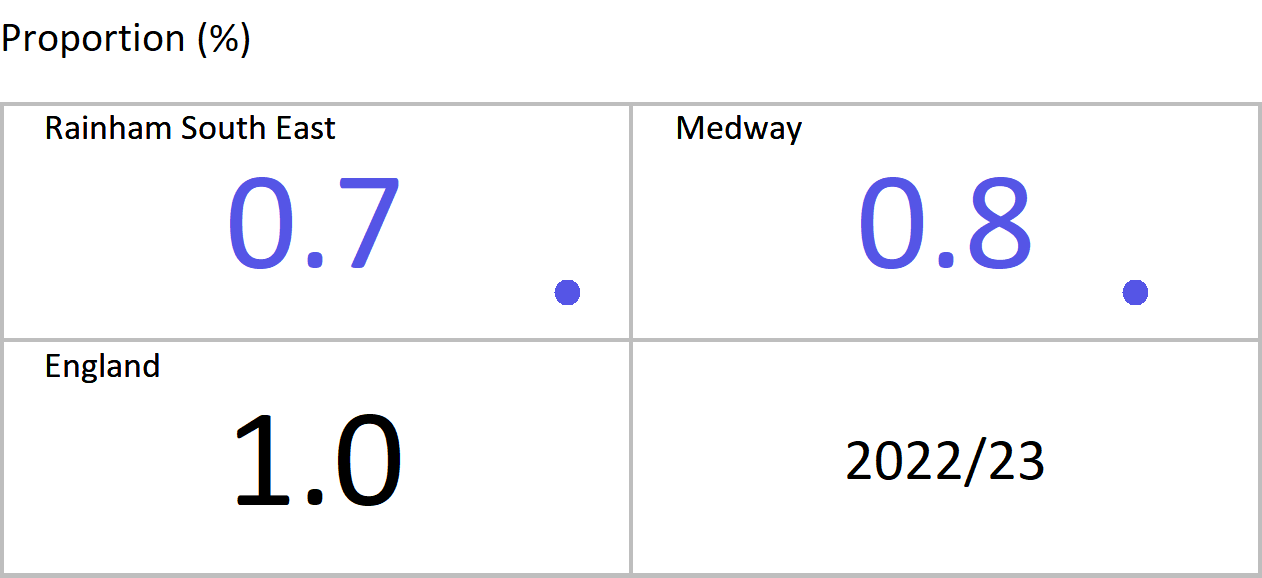 Proportion (%)
Rainham South East
0.7
Medway
0.8
England
1.0
2022/23